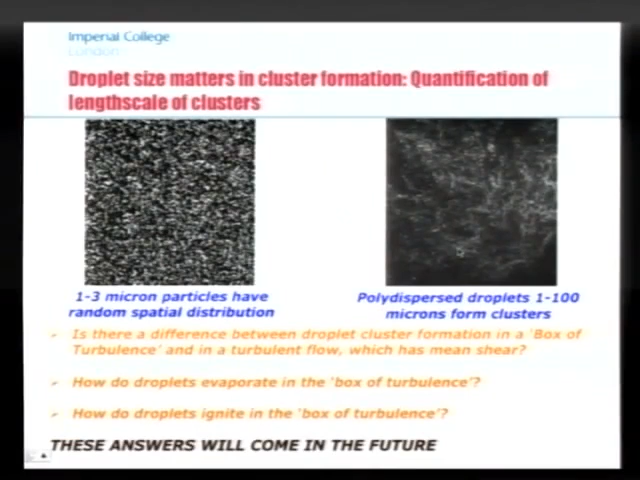 Imperial College
London
Droplet size matters in cluster formation: Quantification of
lengthscale of clusters
1-3 micron particles have
random spatial distribution
Polydispersed droplets 1-100
microns form clusters
Is there a difference between droplet cluster formation in a 'Box of
Turbulence' and in a turbulent flow, which has mean shear?
How do droplets evaporate in the 'box of turbulence'?
How do droplets ignite in the 'box of turbulence'?
THESE ANSWERS WILL COME IN THE FUTURE